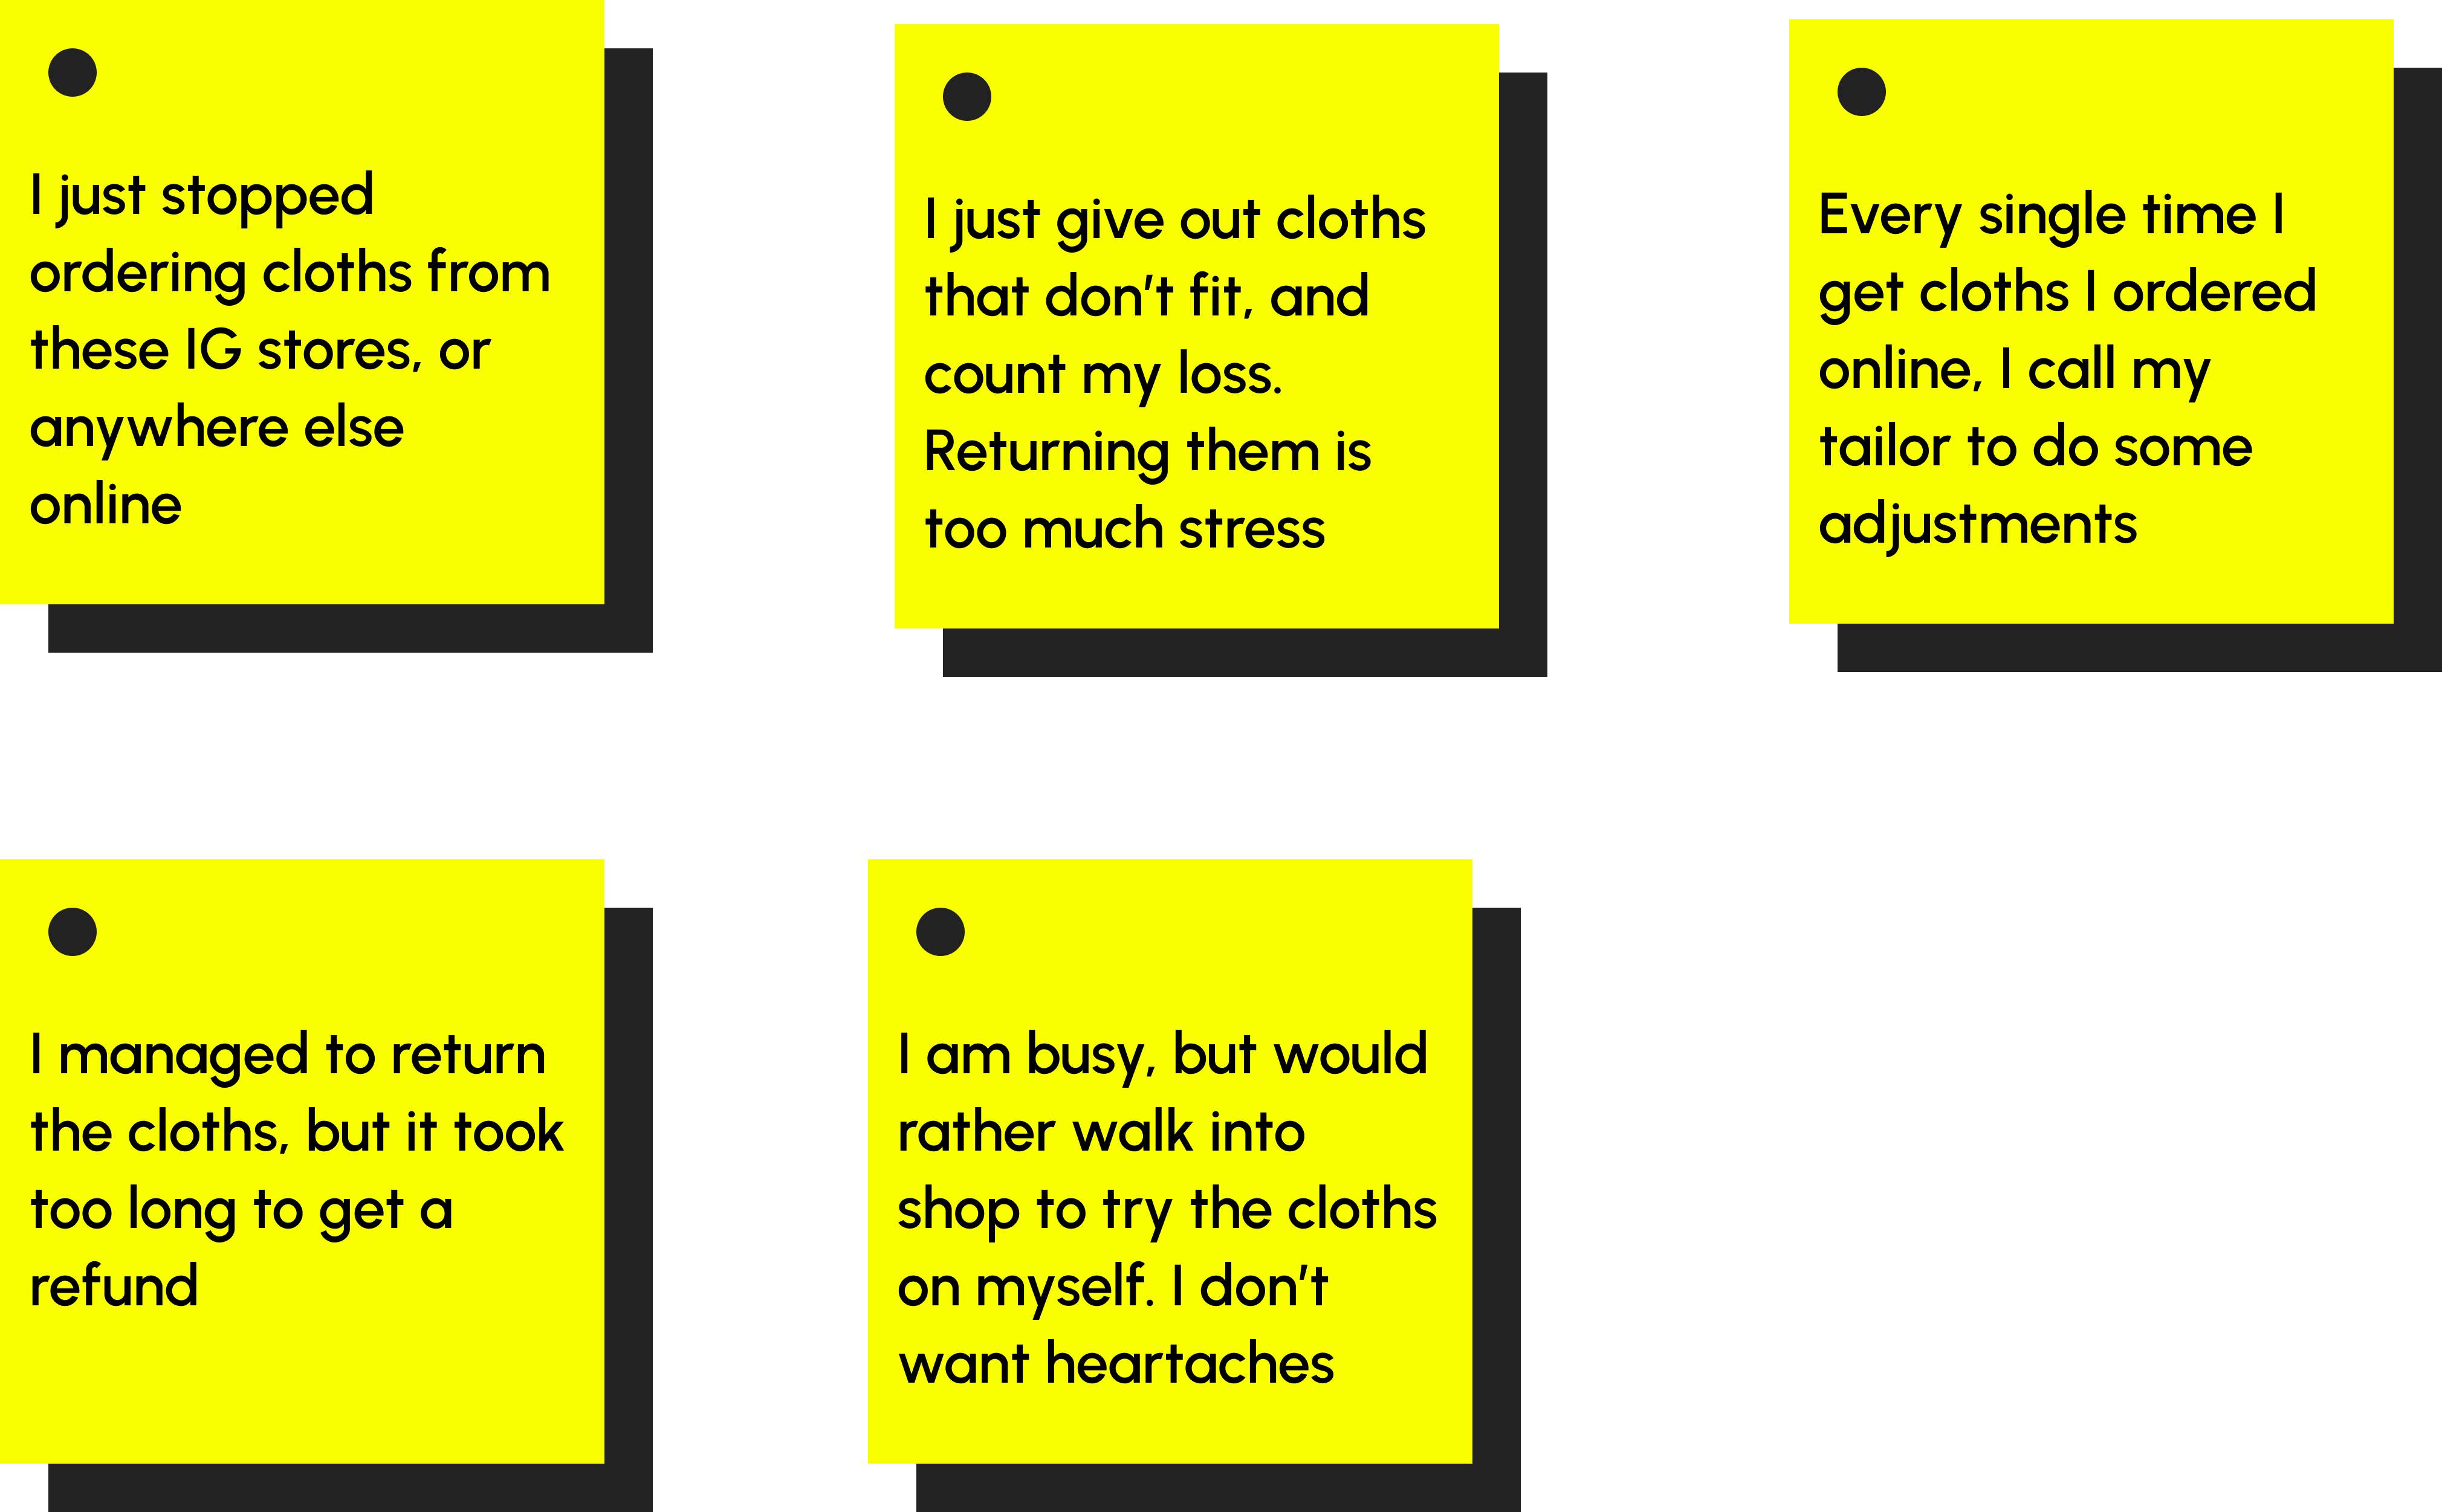 I just stopped
ordering cloths from
these IG stores, or
anywhere else
online
I just give out cloths
that don't fit, and
count my loss.
Returning them is
too much stress
Every single time I
get cloths I ordered
online, I call my
tailor to do some
adjustments
I managed to return
the cloths, but it took
too long to get a
refund
I am busy, but would
rather walk into
shop to try the cloths
on myself. I don't
want heartaches